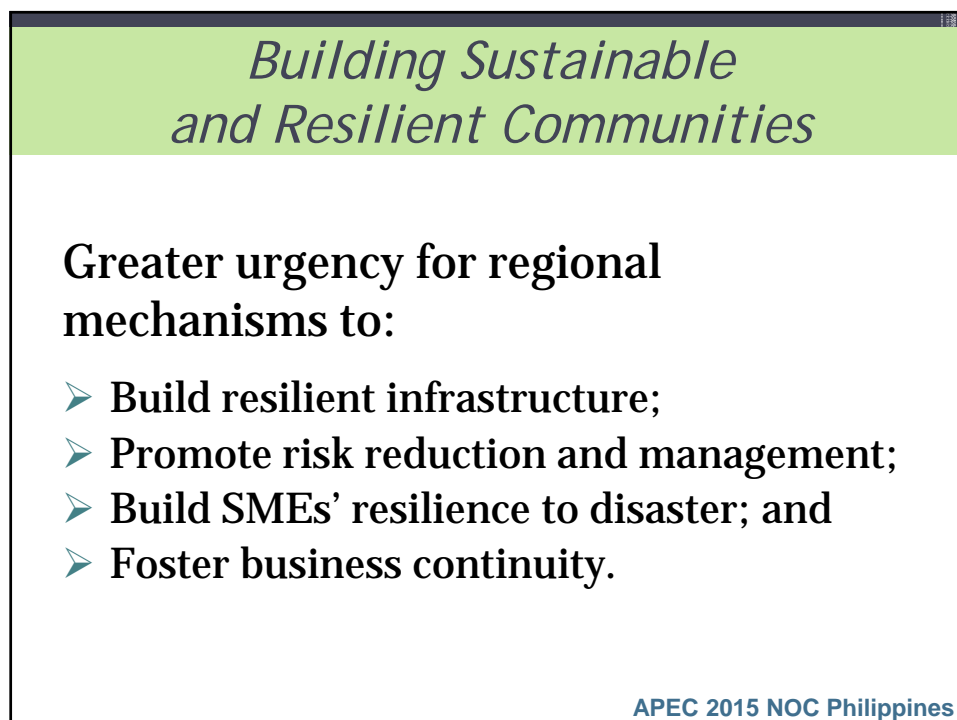 Building Sustainable
and Resilient Communities
Greater urgency for regional
mechanisms to:
➢ Build resilient infrastructure;
➢ Promote risk reduction and management;
➢ Build SMEs’ resilience to disaster; and
➢ Foster business continuity.
APEC 2015 NOC Philippines